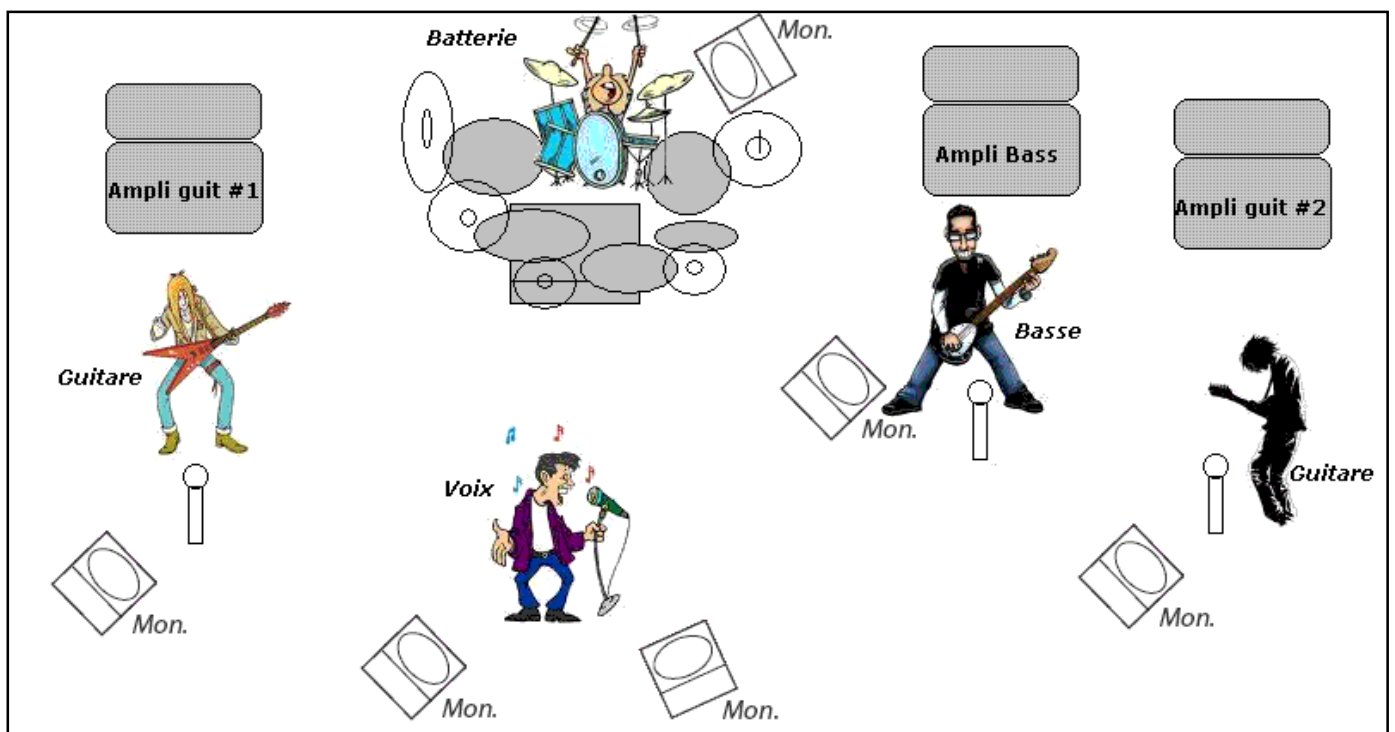 Batterie
Mon.
Ampli guit #1
Ampli Bass
Ampli guit #2
Guitare
Basse
Mon.
Voix
Guitare
Mon.
Mon.
Mon.
Mon.